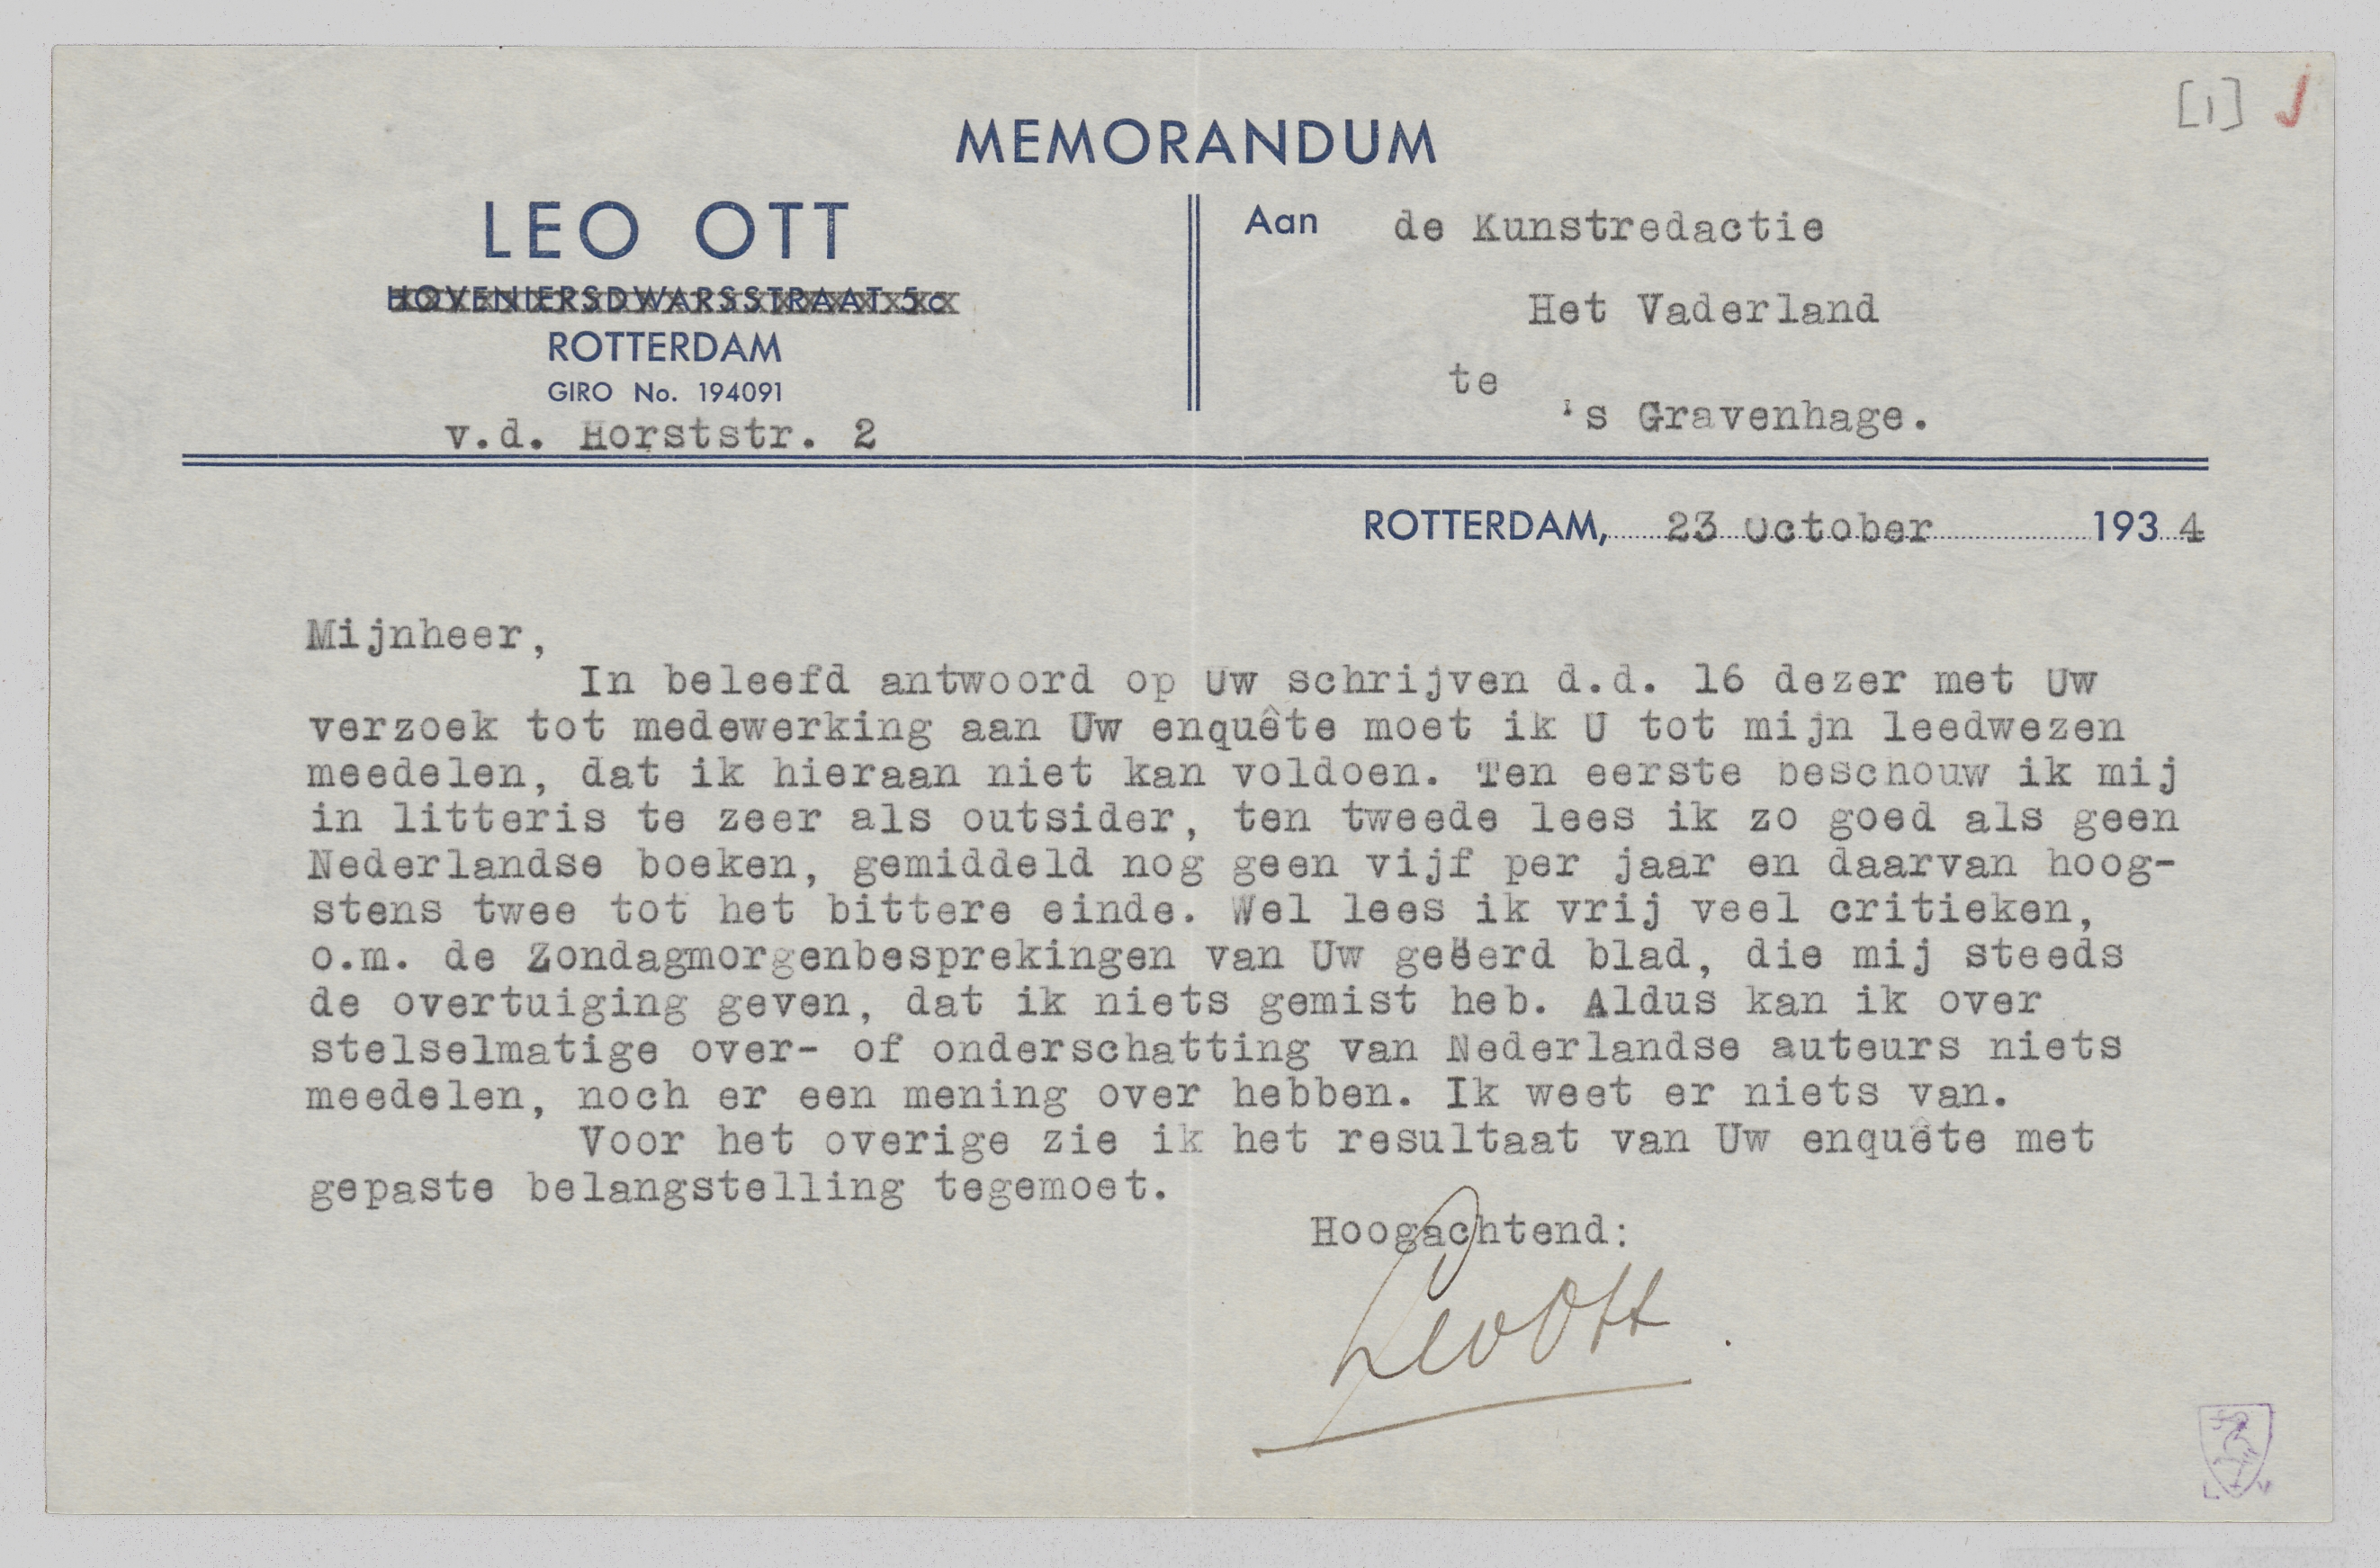 [1]
MEMORANDUM
LEO OTT
HOVENIERSDWARSSTRAAT 5c
ROTTERDAM
GIRO No. 194091
v.d. Horststr. 2
Aan de Kunstredactie
Het Vaderland
te
's Gravenhage.
ROTTERDAM, 23 October 1934
Mijnheer,
In beleefd antwoord op Uw schrijven d.d. 16 dezer met Uw
verzoek tot medewerking aan Uw enquête moet ik U tot mijn leedwezen
meedelen, dat ik hieraan niet kan voldoen. Ten eerste beschouw ik mij
in litteris te zeer als outsider, ten tweede lees ik zo goed als geen
Nederlandse boeken, gemiddeld nog geen vijf per jaar en daarvan hoog-
stens twee tot het bittere einde. Wel lees ik vrij veel critieken,
o.m. de Zondagmorgenbesprekingen van Uw geëerd blad, die mij steeds
de overtuiging geven, dat ik niets gemist heb. Aldus kan ik over
stelselmatige over- of onderschatting van Nederlandse auteurs niets
meedelen, noch er een mening over hebben. Ik weet er niets van.
Voor het overige zie ik het resultaat van Uw enquête met
gepaste belangstelling tegemoet.
Hoogachtend:
Leo Ott